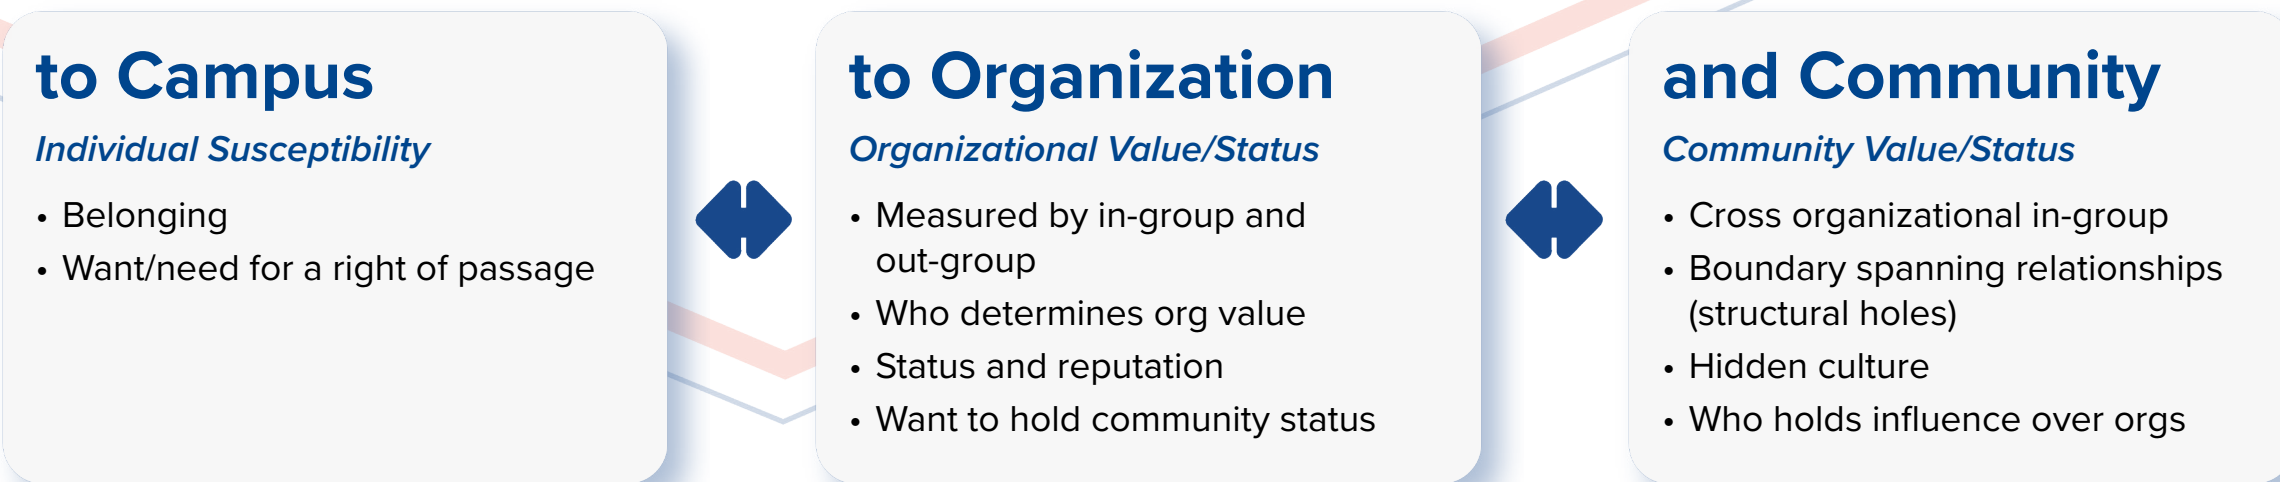 to Campus
Individual Susceptibility
• Belonging
• Want/need for a right of passage
to Organization
Organizational Value/Status
• Measured by in-group and
out-group
• Who determines org value
• Status and reputation
• Want to hold community status
and Community
Community Value/Status
• Cross organizational in-group
• Boundary spanning relationships
(structural holes)
• Hidden culture
• Who holds influence over orgs